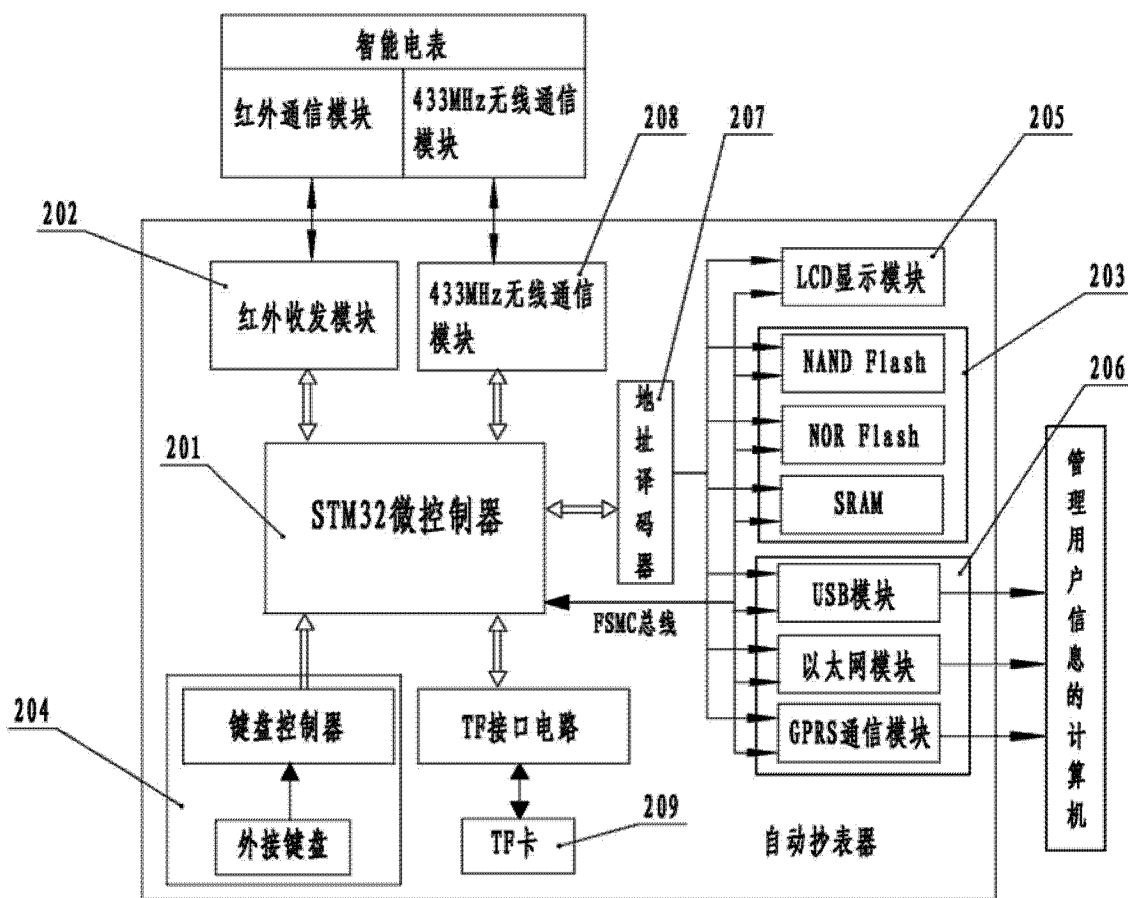 智能电表
红外通信模块
433MHz无线通信
模块
208
207
205
202
红外收发模块
433MHz无线通信
模块
LCD显示模块
203
NAND Flash
206
地址译码器
NOR Flash
201
STM32微控制器
SRAM
管理用户信息的计算机
USB模块
FSMC总线
以太网模块
204
键盘控制器
TF接口电路
GPRS通信模块
209
外接键盘
TF卡
自动抄表器